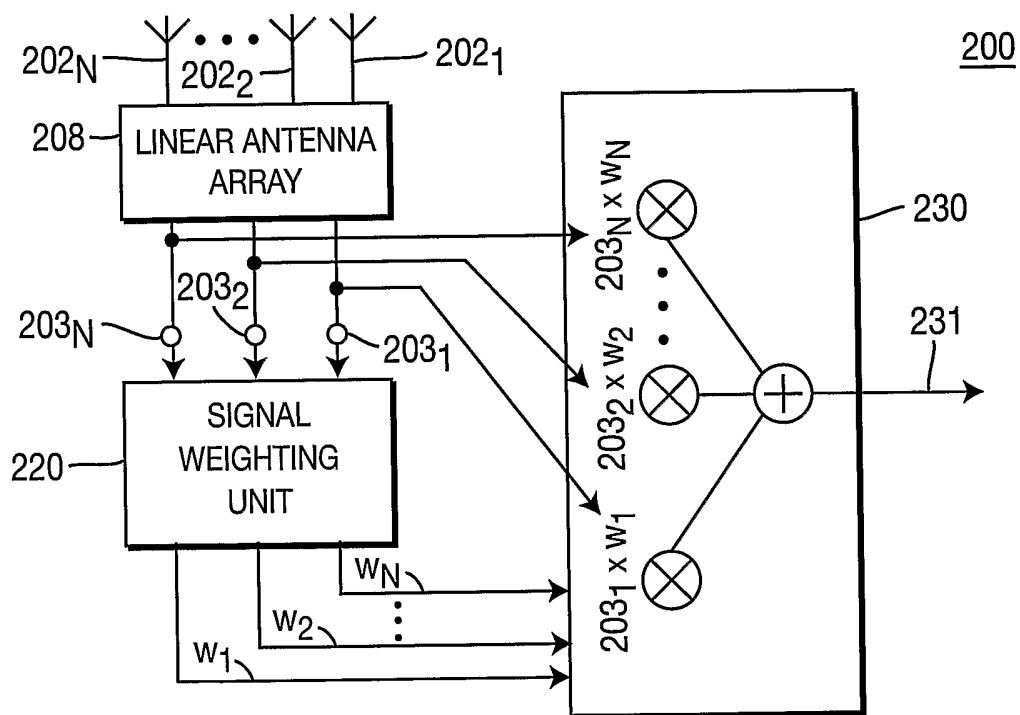 202N
202₂
202₁
200
208
LINEAR ANTENNA
ARRAY
203N x WN
230
203N
203₂
203₁
203₂ x W₂
231
SIGNAL
WEIGHTING
UNIT
220
203₁ x W₁
WN
W₂
W₁